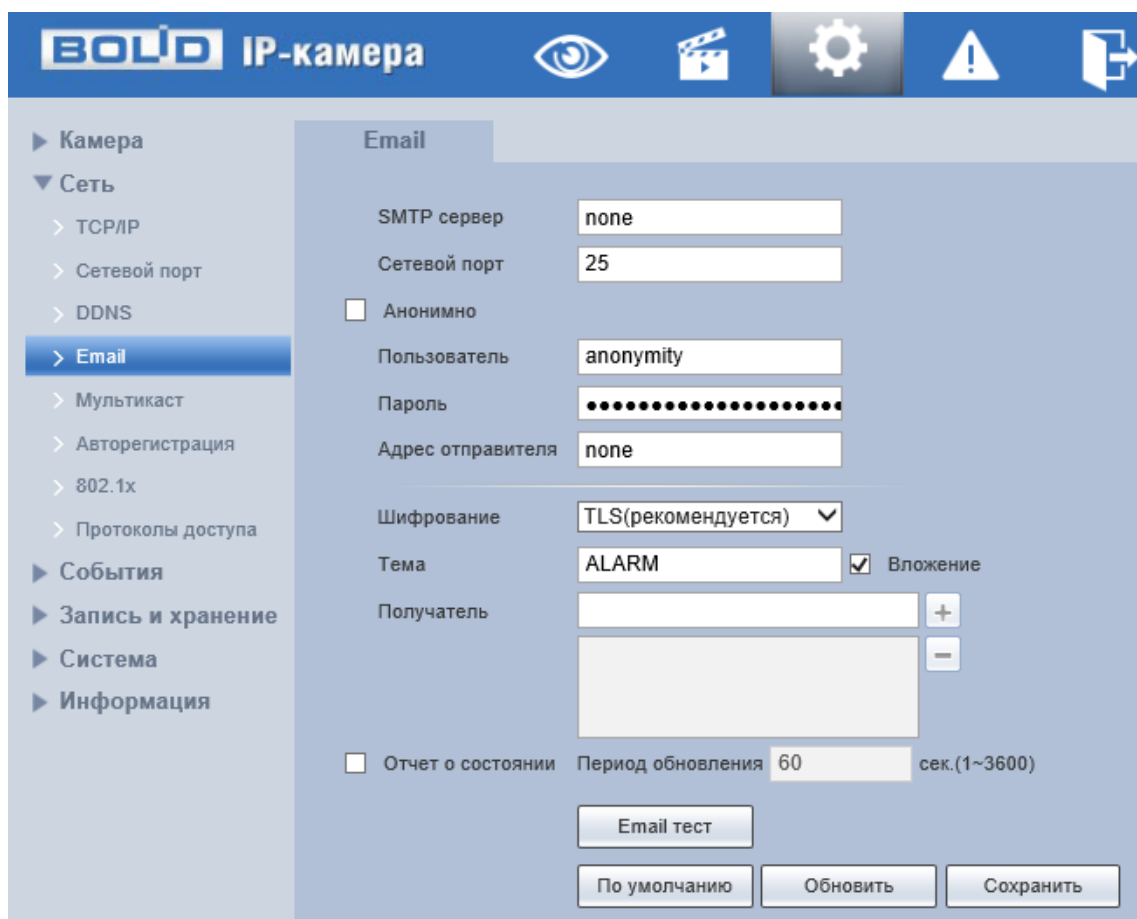 BOLID IP-камера
Камера
Сеть
TCP/IP
Сетевой порт
DDNS
Email
Мультикаст
Авторегистрация
802.1x
Протоколы доступа
События
Запись и хранение
Система
Информация
Email
SMTP сервер none
Сетевой порт 25
Анонимно
Пользователь anonymity
Пароль ●●●●●●●●●●●●●●●●●●●●
Адрес отправителя none
Шифрование TLS(рекомендуется)
Тема ALARM Вложение
Получатель +
−
Отчет о состоянии Период обновления 60 сек.(1~3600)
Email тест
По умолчанию Обновить Сохранить